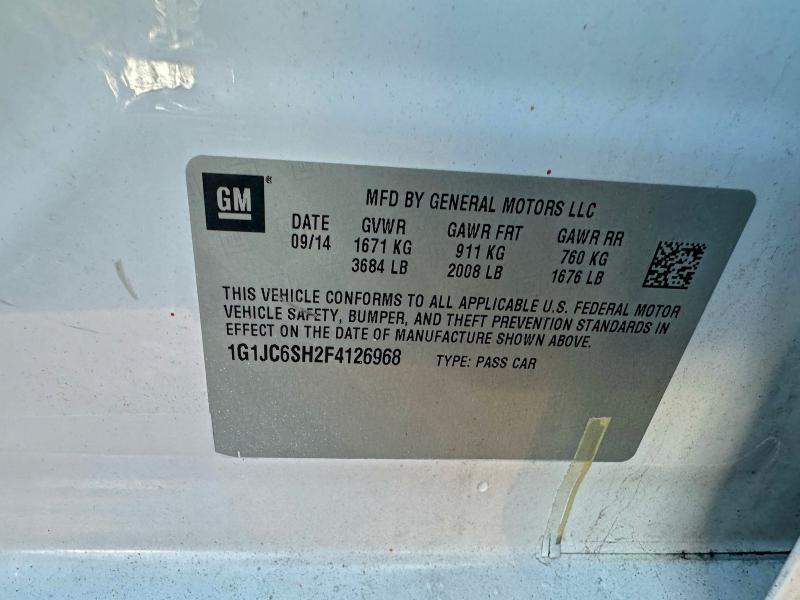 GM®
MFD BY GENERAL MOTORS LLC
DATE GVWR GAWR FRT GAWR RR
09/14 1671 KG 911 KG 760 KG
3684 LB 2008 LB 1676 LB
THIS VEHICLE CONFORMS TO ALL APPLICABLE U.S. FEDERAL MOTOR
VEHICLE SAFETY, BUMPER, AND THEFT PREVENTION STANDARDS IN
EFFECT ON THE DATE OF MANUFACTURE SHOWN ABOVE.
1G1JC6SH2F4126968 TYPE: PASS CAR